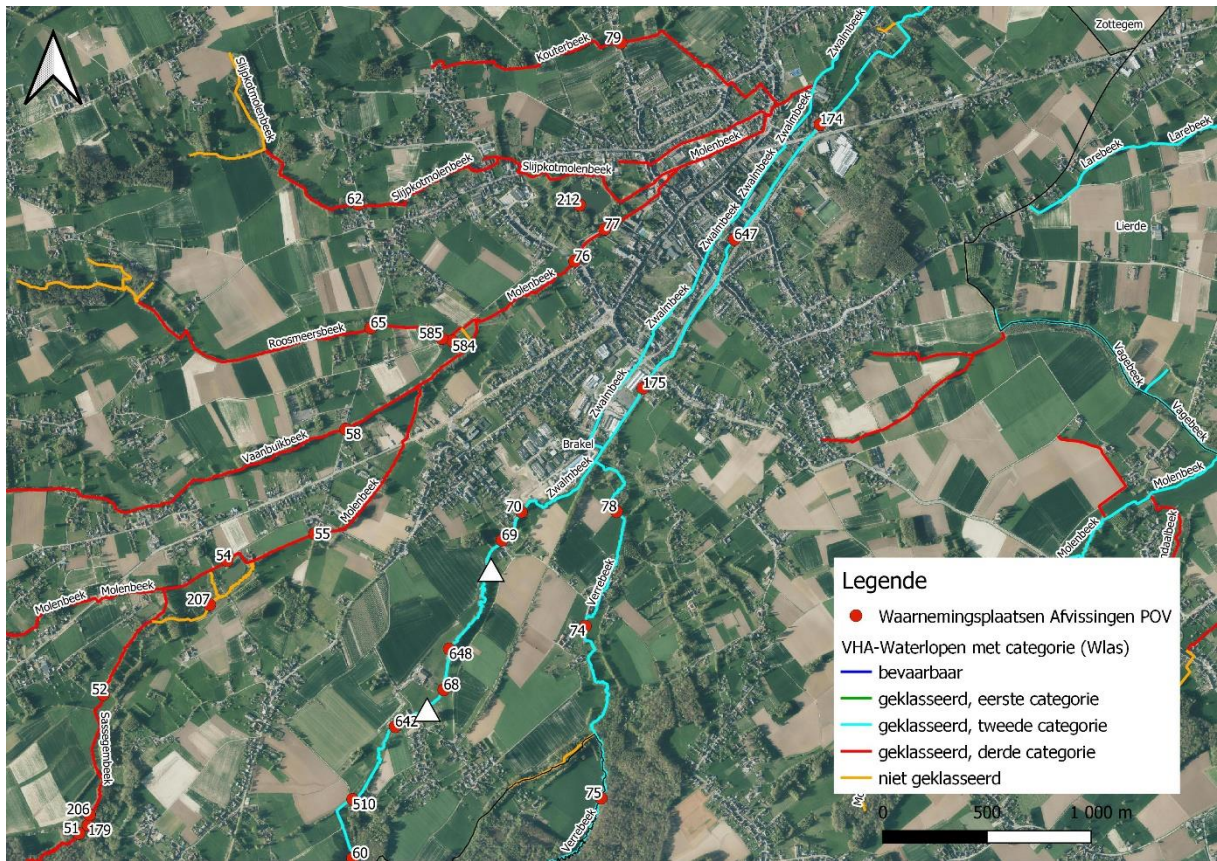 Zottegem
Kouterbeek
79
Zwalmbeek
Slijpkotmolenbeek
174
Larebeek
Molenbeek
Zwalmbeek
Slijpkotmolenbeek
Slijpkotmolenbeek
Zwalmbeek
62
212
Lierde
77
Zwalmbeek
647
76
Molenbeek
Zwalmbeek
65
Roosmeersbeek
585
584
Vagebeek
Zwalmbeek
175
Vagebeek
58
Vaanbuikbeek
Brakel
Molenbeek
Zwalmbeek
Molenbeek
70
78
55
69
Molenbeek
ndaalbeek
54
Molenbeek
Molenbeek
207
Verrebeek
74
648
52
68
Sassegembeek
642
510
75
206
51
179
Verrebeek
60
Legende
Waarnemingsplaatsen Afvissingen POV
VHA-Waterlopen met categorie (Wlas)
bevaarbaar
geklasseerd, eerste categorie
geklasseerd, tweede categorie
geklasseerd, derde categorie
niet geklasseerd
0 500 1 000 m